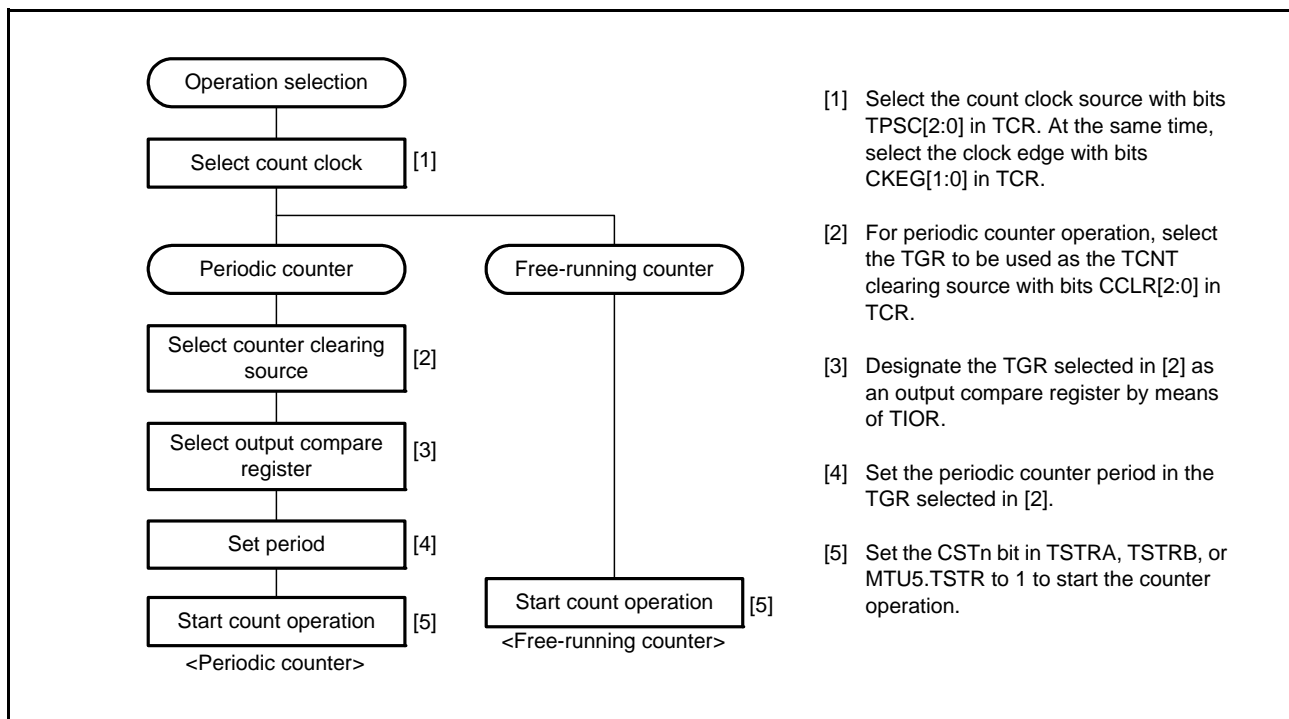 Operation selection
Select count clock
[1]
Periodic counter
Free-running counter
Select counter clearing
source
[2]
Select output compare
register
[3]
Set period
[4]
Start count operation
[5]
<Periodic counter>
Start count operation
[5]
<Free-running counter>
[1] Select the count clock source with bits
TPSC[2:0] in TCR. At the same time,
select the clock edge with bits
CKEG[1:0] in TCR.
[2] For periodic counter operation, select
the TGR to be used as the TCNT
clearing source with bits CCLR[2:0] in
TCR.
[3] Designate the TGR selected in [2] as
an output compare register by means
of TIOR.
[4] Set the periodic counter period in the
TGR selected in [2].
[5] Set the CSTn bit in TSTRA, TSTRB, or
MTU5.TSTR to 1 to start the counter
operation.